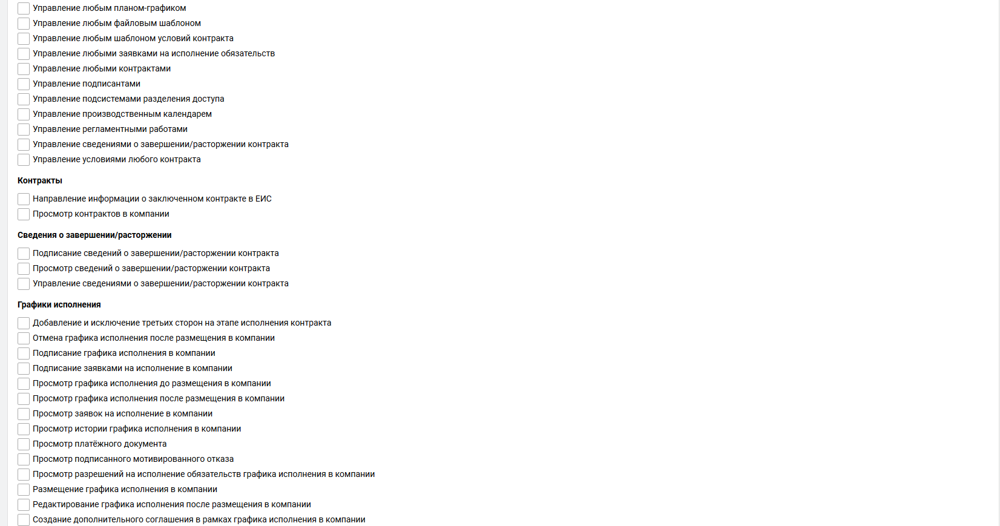 Управление любым планом-графиком
Управление любым файловым шаблоном
Управление любым шаблоном условий контракта
Управление любыми заявками на исполнение обязательств
Управление любыми контрактами
Управление подписантами
Управление подсистемами разделения доступа
Управление производственным календарем
Управление регламентными работами
Управление сведениями о завершении/расторжении контракта
Управление условиями любого контракта
Контракты
Направление информации о заключенном контракте в ЕИС
Просмотр контрактов в компании
Сведения о завершении/расторжении
Подписание сведений о завершении/расторжении контракта
Просмотр сведений о завершении/расторжении контракта
Управление сведениями о завершении/расторжении контракта
Графики исполнения
Добавление и исключение третьих сторон на этапе исполнения контракта
Отмена графика исполнения после размещения в компании
Подписание графика исполнения в компании
Подписание заявками на исполнение в компании
Просмотр графика исполнения до размещения в компании
Просмотр графика исполнения после размещения в компании
Просмотр заявок на исполнение в компании
Просмотр истории графика исполнения в компании
Просмотр платёжного документа
Просмотр подписанного мотивированного отказа
Просмотр разрешений на исполнение обязательств графика исполнения в компании
Размещение графика исполнения в компании
Редактирование графика исполнения после размещения в компании
Создание дополнительного соглашения в рамках графика исполнения в компании